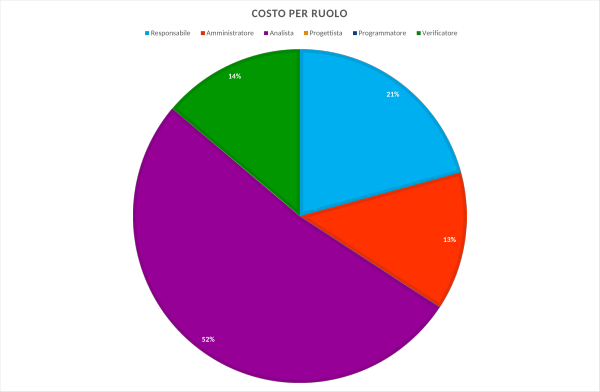 COSTO PER RUOLO
Responsabile Amministratore Analista Progettista Programmatore Verificatore
14%
21%
13%
52%